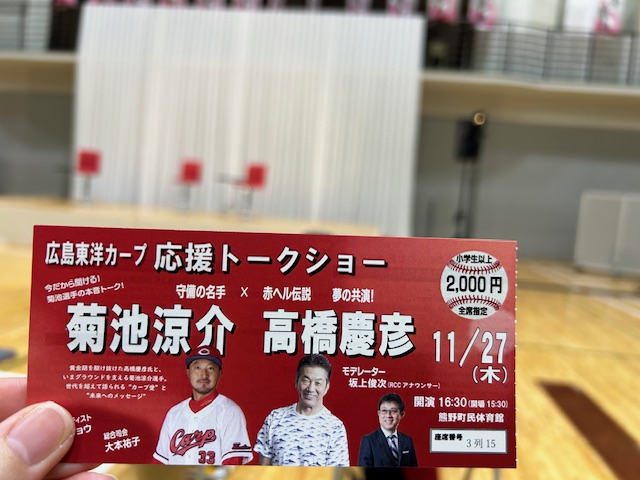 広島東洋カープ 応援トークショー
今だから聞ける!
菊池選手の本音トーク!
守備の名手 X 赤ヘル伝説 夢の共演!
菊池涼介 高橋慶彦
小学生以上
2,000円
全席指定
11/27
(木)
黄金期を駆け抜けた高橋慶彦氏と、
いまグラウンドを支える菊池涼介選手。
世代を超えて語られる“カープ愛”と
“未来へのメッセージ”
モデレーター
坂上俊次(RCC アナウンサー)
開演 16:30(開場 15:30)
熊野町民体育館
座席番号 3列15
総合司会
大本祐子
Carp
33